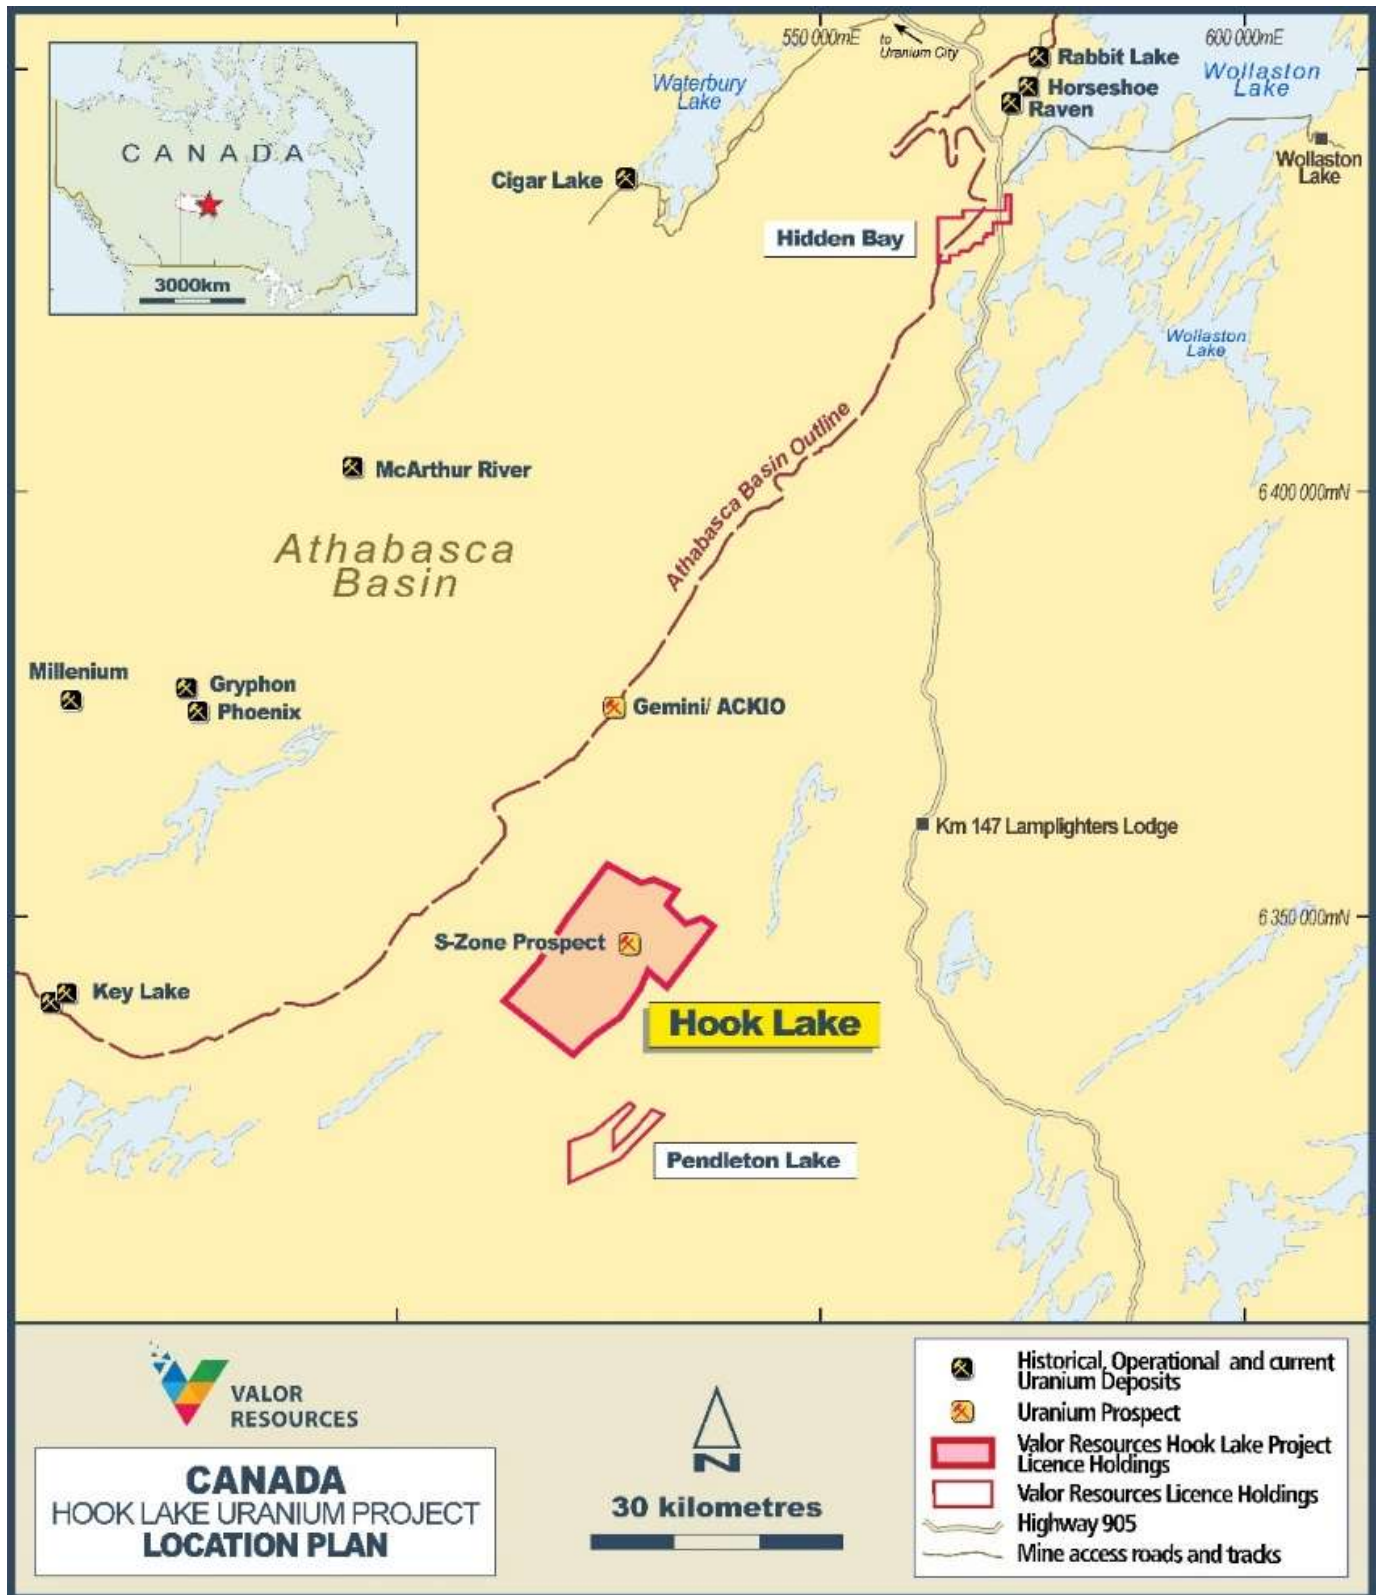 550 000mE
to
Uranium City
600 000mE
Rabbit Lake
Horseshoe
Raven
Wollaston
Lake
Waterbury
Lake
CANADA
3000km
Cigar Lake
Wollaston
Lake
Hidden Bay
Wollaston
Lake
Athabasca Basin Outline
McArthur River
6 400 000mN
Athabasca
Basin
Millenium
Gryphon
Phoenix
Gemini/ ACKIO
Km 147 Lamplighters Lodge
6 350 000mN
S-Zone Prospect
Key Lake
Hook Lake
Pendleton Lake
VALOR
RESOURCES
CANADA
HOOK LAKE URANIUM PROJECT
LOCATION PLAN
N
30 kilometres
Historical, Operational and current
Uranium Deposits
Uranium Prospect
Valor Resources Hook Lake Project
Licence Holdings
Valor Resources Licence Holdings
Highway 905
Mine access roads and tracks